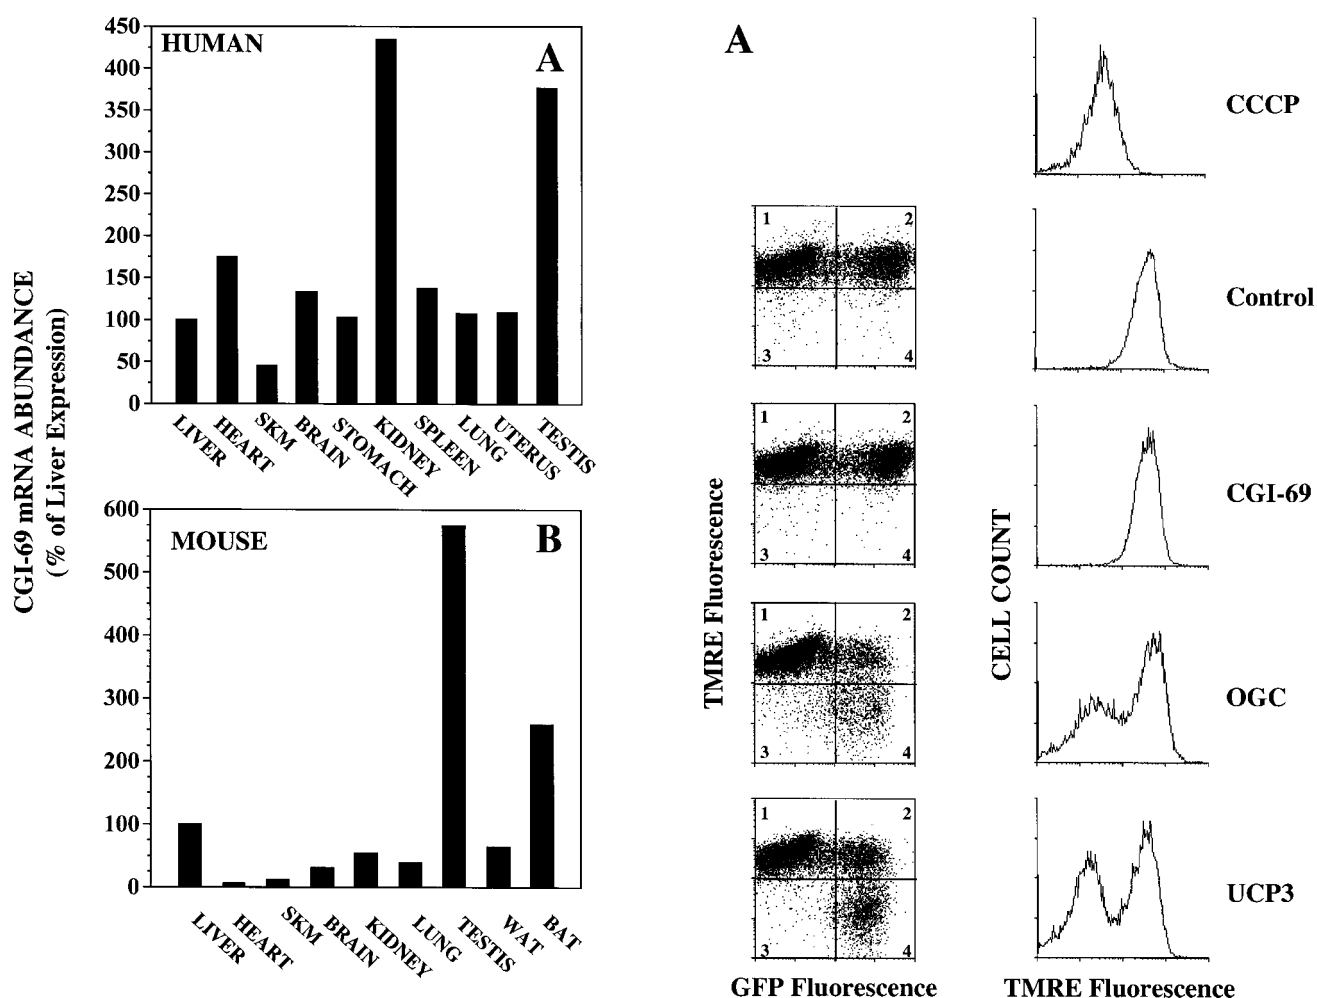 CGI-69 mRNA ABUNDANCE
(% of Liver Expression)
HUMAN
A
450
400
350
300
250
200
150
100
50
0
LIVER
HEART
SKM
BRAIN
STOMACH
KIDNEY
SPLEEN
LUNG
UTERUS
TESTIS
MOUSE
B
600
500
400
300
200
100
0
LIVER
HEART
SKM
BRAIN
KIDNEY
LUNG
TESTIS
WAT
BAT
A
TMRE Fluorescence
1 2
3 4
1 2
3 4
1 2
3 4
1 2
3 4
GFP Fluorescence
CELL COUNT
CCCP
Control
CGI-69
OGC
UCP3
TMRE Fluorescence